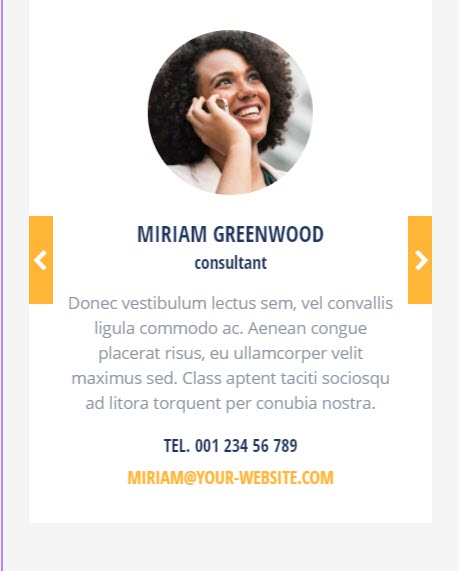 MIRIAM GREENWOOD
consultant
Donec vestibulum lectus sem, vel convallis
ligula commodo ac. Aenean congue
placerat risus, eu ullamcorper velit
maximus sed. Class aptent taciti sociosqu
ad litora torquent per conubia nostra.
TEL. 001 234 56 789
MIRIAM@YOUR-WEBSITE.COM